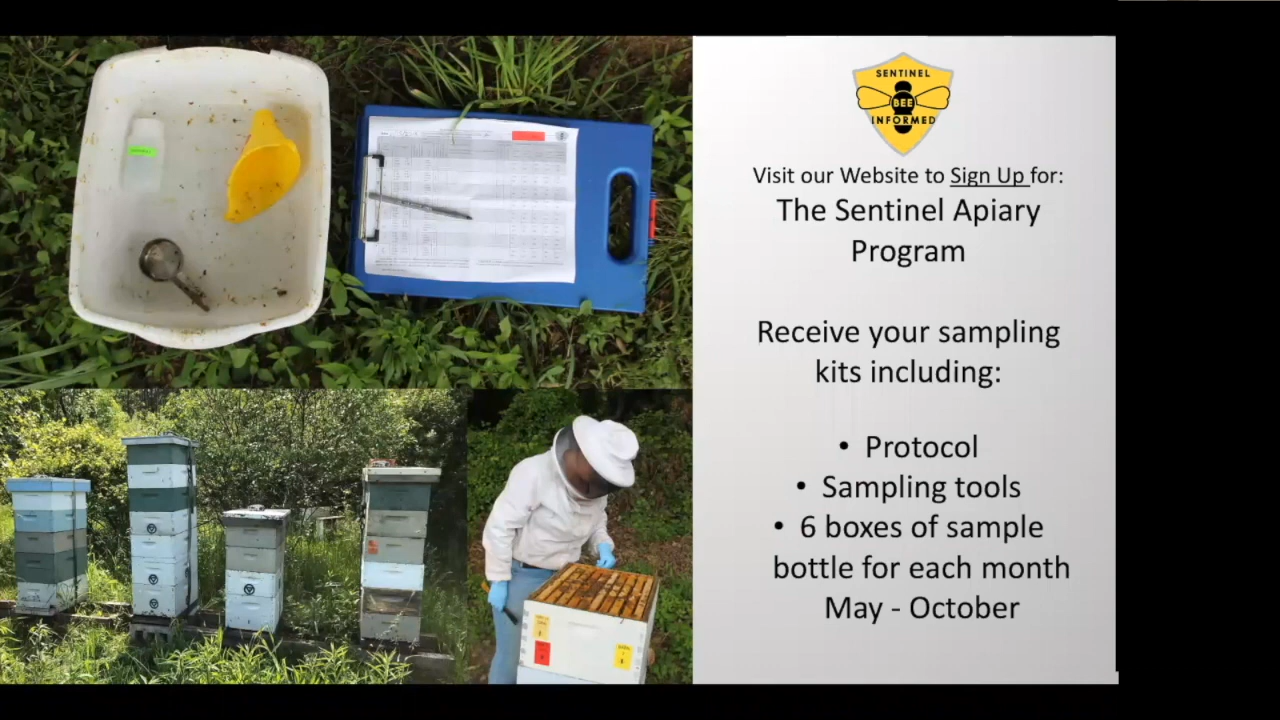 SENTINEL
BEE
INFORMED
Visit our Website to Sign Up for:
The Sentinel Apiary
Program
Receive your sampling
kits including:
• Protocol
• Sampling tools
• 6 boxes of sample
bottle for each month
May - October